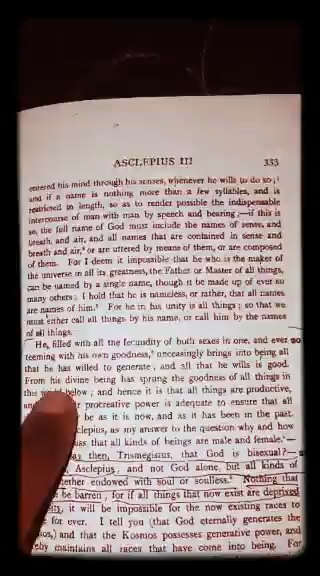 ASCLEPIUS III 333
entered his mind through his senses, whenever he wills to do so;¹
and if a name is nothing more than a few syllables, and is
restricted in length, so as to render possible the indispensable
intercourse of man with man by speech and hearing;—if this is
so, the full name of God must include the names of sense, and
breath, and air, and all names that are contained in sense and
breath and air,² or are uttered by means of them, or are composed
of them. For I deem it impossible that he who is the maker of
the universe in all its greatness, the Father or Master of all things,
can be named by a single name, though it be made up of ever so
many others; I hold that he is nameless, or rather, that all names
are names of him.³ For he in his unity is all things; so that we
must either call all things by his name, or call him by the names
of all things.
He, filled with all the fecundity of both sexes in one, and ever
teeming with his own goodness, unceasingly brings into being all
that he has willed to generate; and all that he wills is good.
From his divine being has sprung the goodness of all things in
this below; and hence it is that all things are productive,
and procreative power is adequate to ensure that all
be as it is now, and as it has been in the past.
clepius, as my answer to the question why and how
that all kinds of beings are male and female.⁶—
then, Trismegistus, that God is bisexual?—
Asclepius, and not God alone, but all kinds of
ether endowed with soul or soulless. Nothing that
be barren; for if all things that now exist are deprived
it will be impossible for the now existing races to
for ever. I tell you (that God eternally generates the
and) that the Kosmos possesses generative power, and
maintains all races that have come into being. For